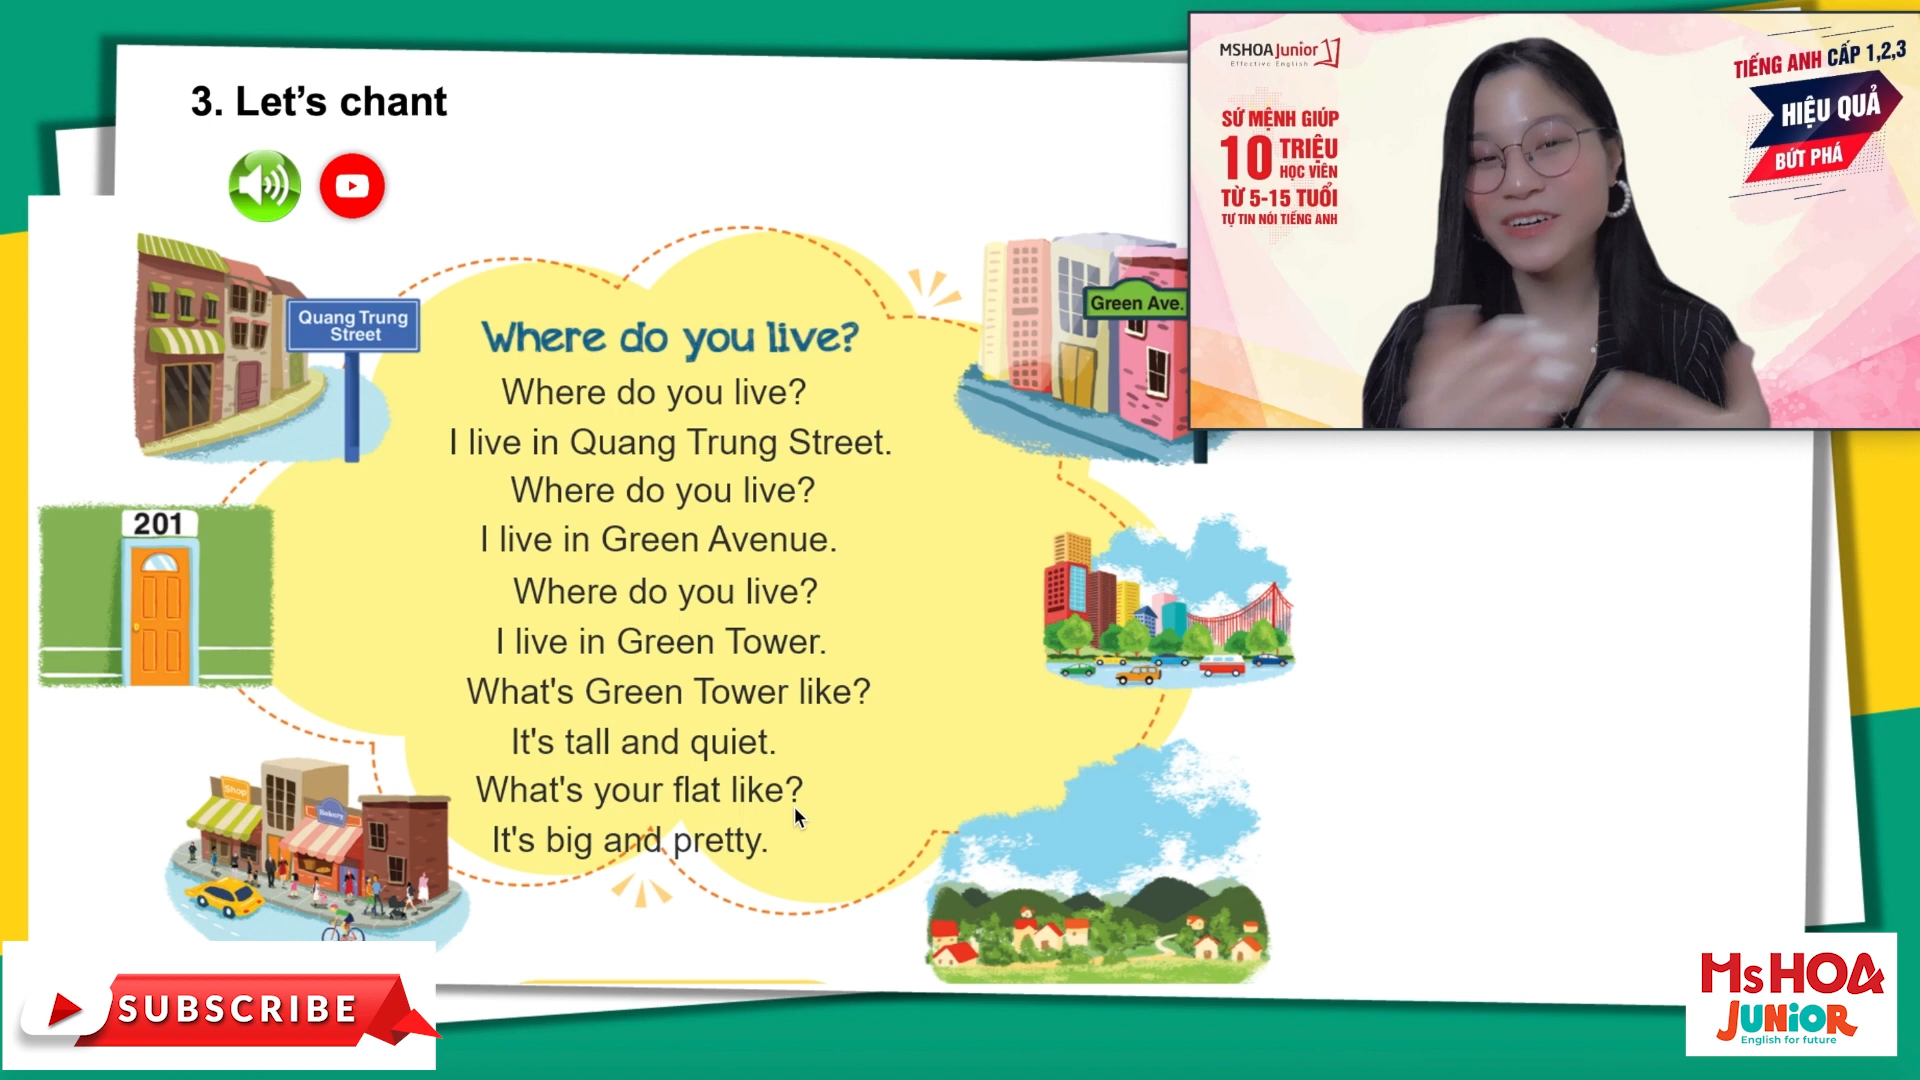 3. Let’s chant
MSHOA Junior
Effective English
SỨ MỆNH GIÚP
10 TRIỆU
HỌC VIÊN
TỪ 5-15 TUỔI
TỰ TIN NÓI TIẾNG ANH
TIẾNG ANH CẤP 1,2,3
HIỆU QUẢ
BỨT PHÁ
Quang Trung
Street
Green Ave.
Where do you live?
Where do you live?
I live in Quang Trung Street.
Where do you live?
I live in Green Avenue.
Where do you live?
I live in Green Tower.
What's Green Tower like?
It's tall and quiet.
What's your flat like?
It's big and pretty.
201
Shop
Bakery
SUBSCRIBE
MsHOA
JUNiOR
English for future